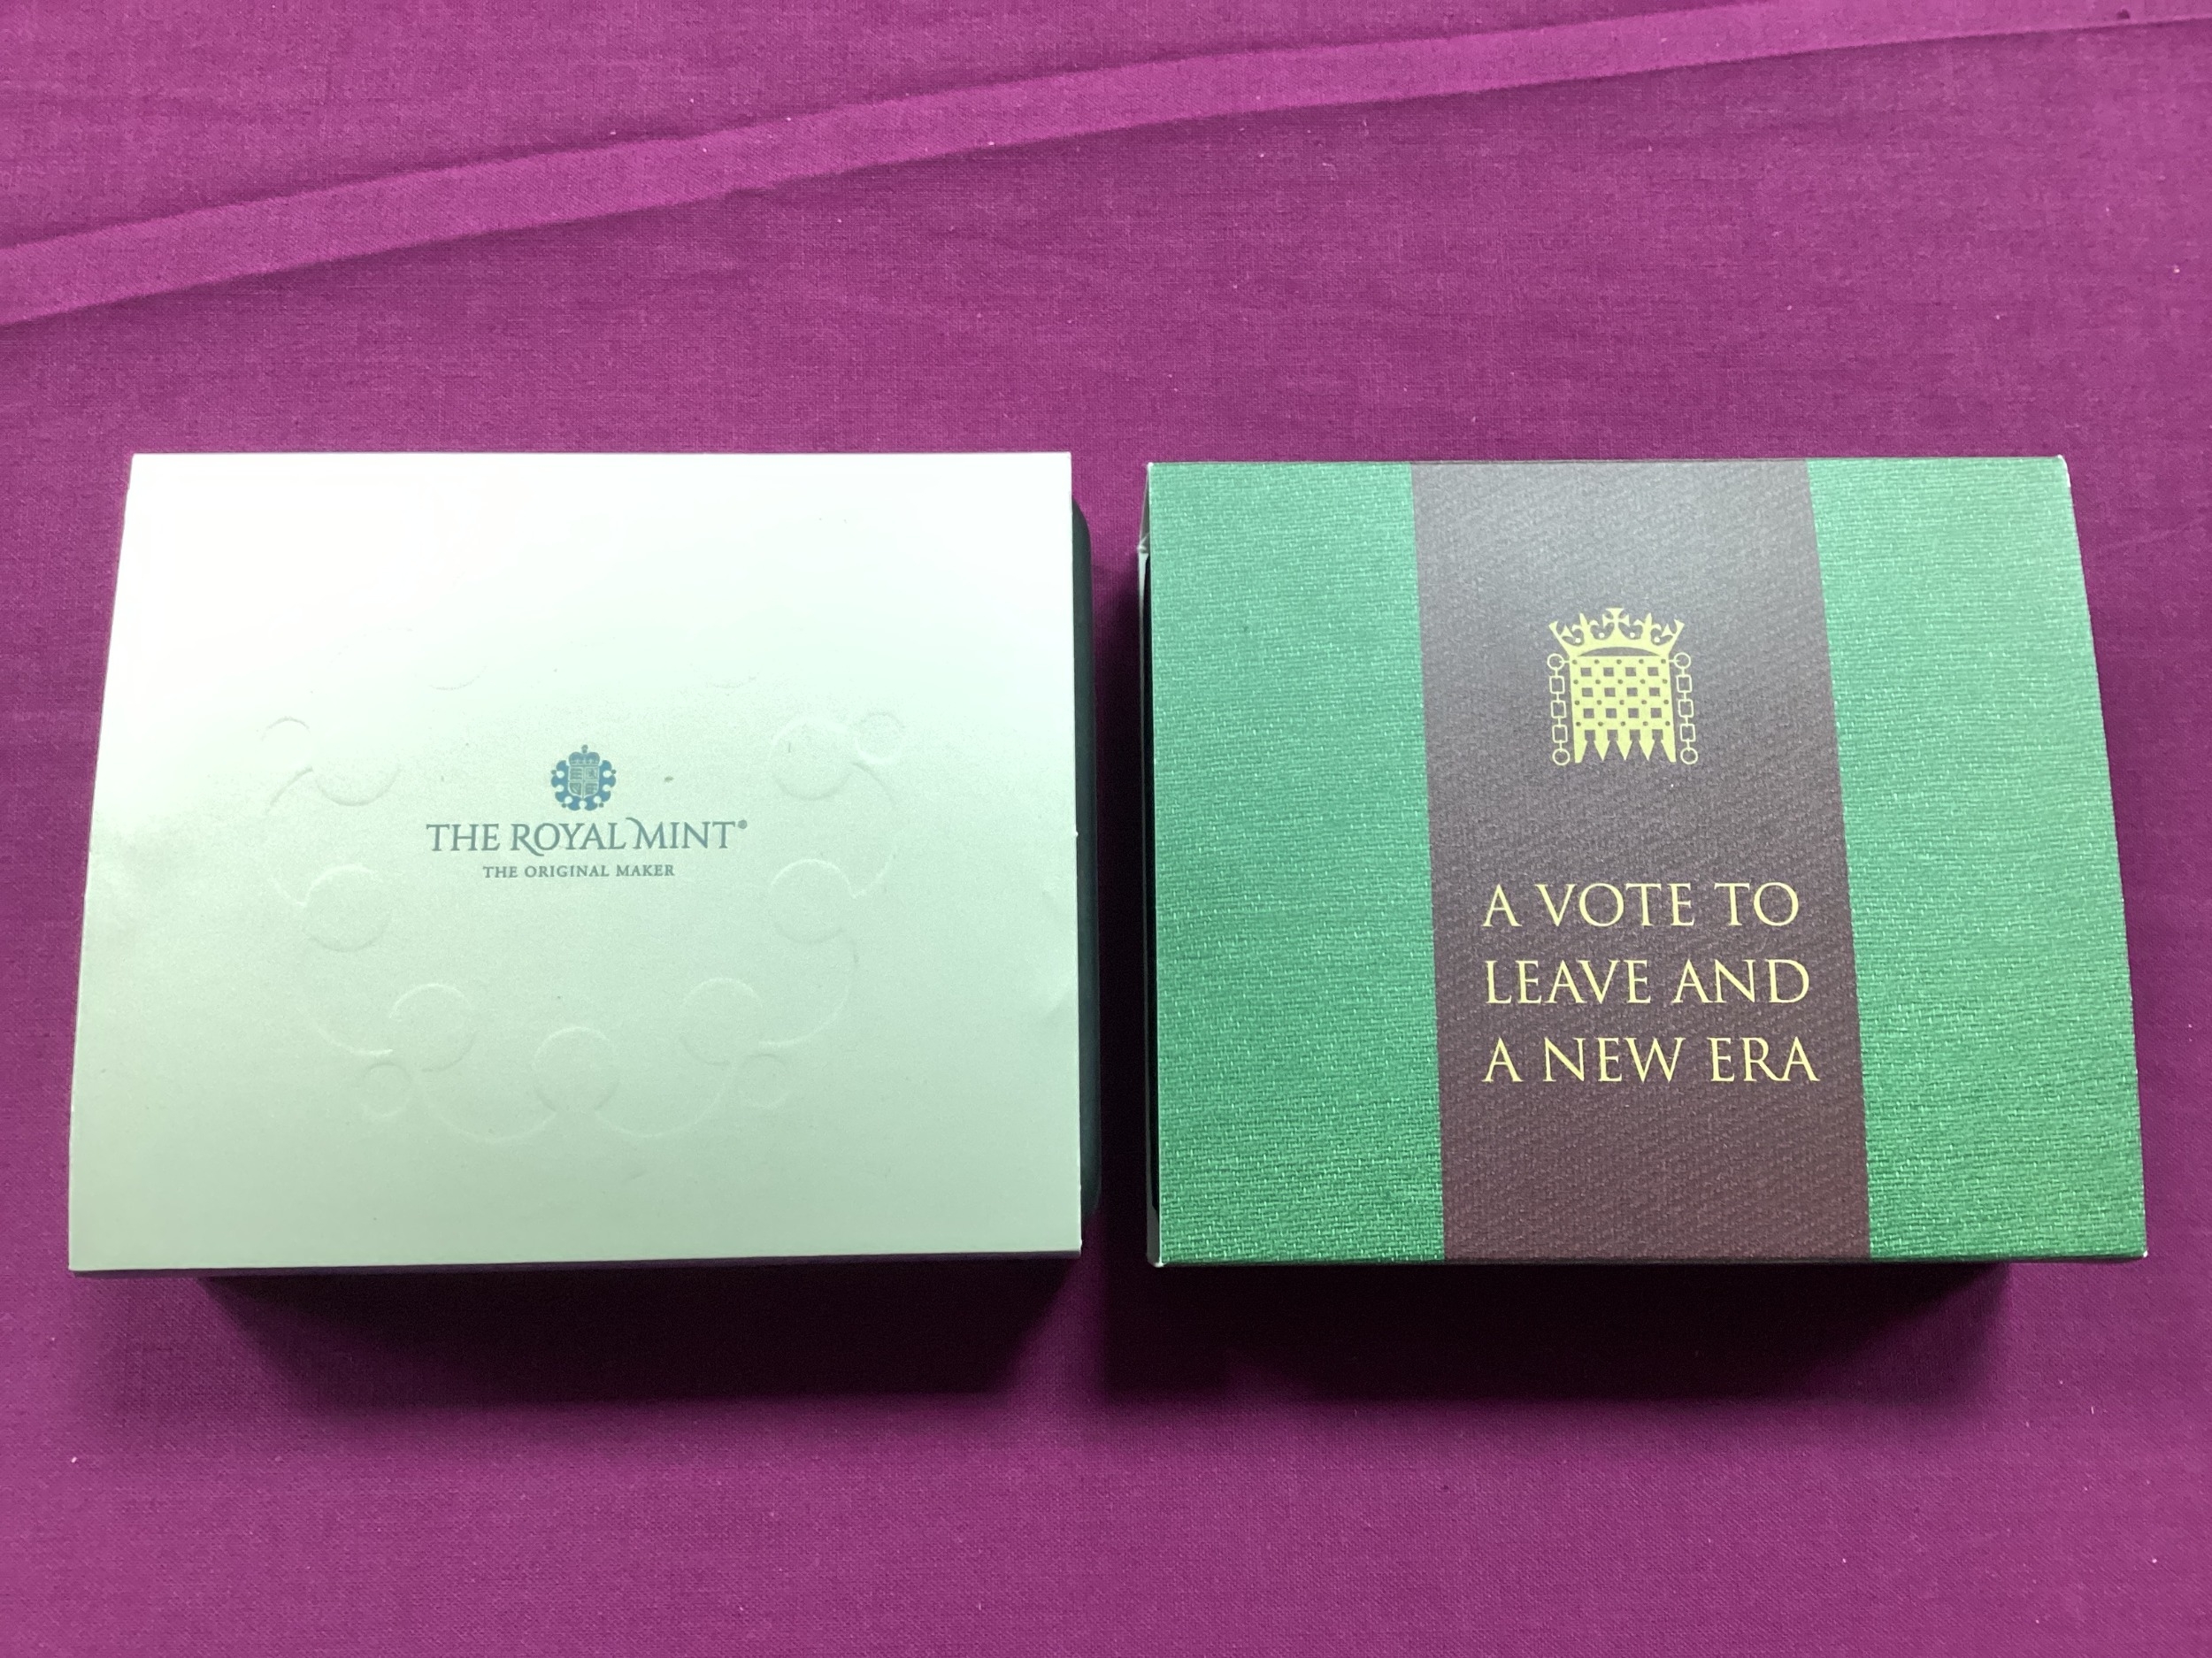 THE ROYAL MINT®
THE ORIGINAL MAKER
A VOTE TO
LEAVE AND
A NEW ERA